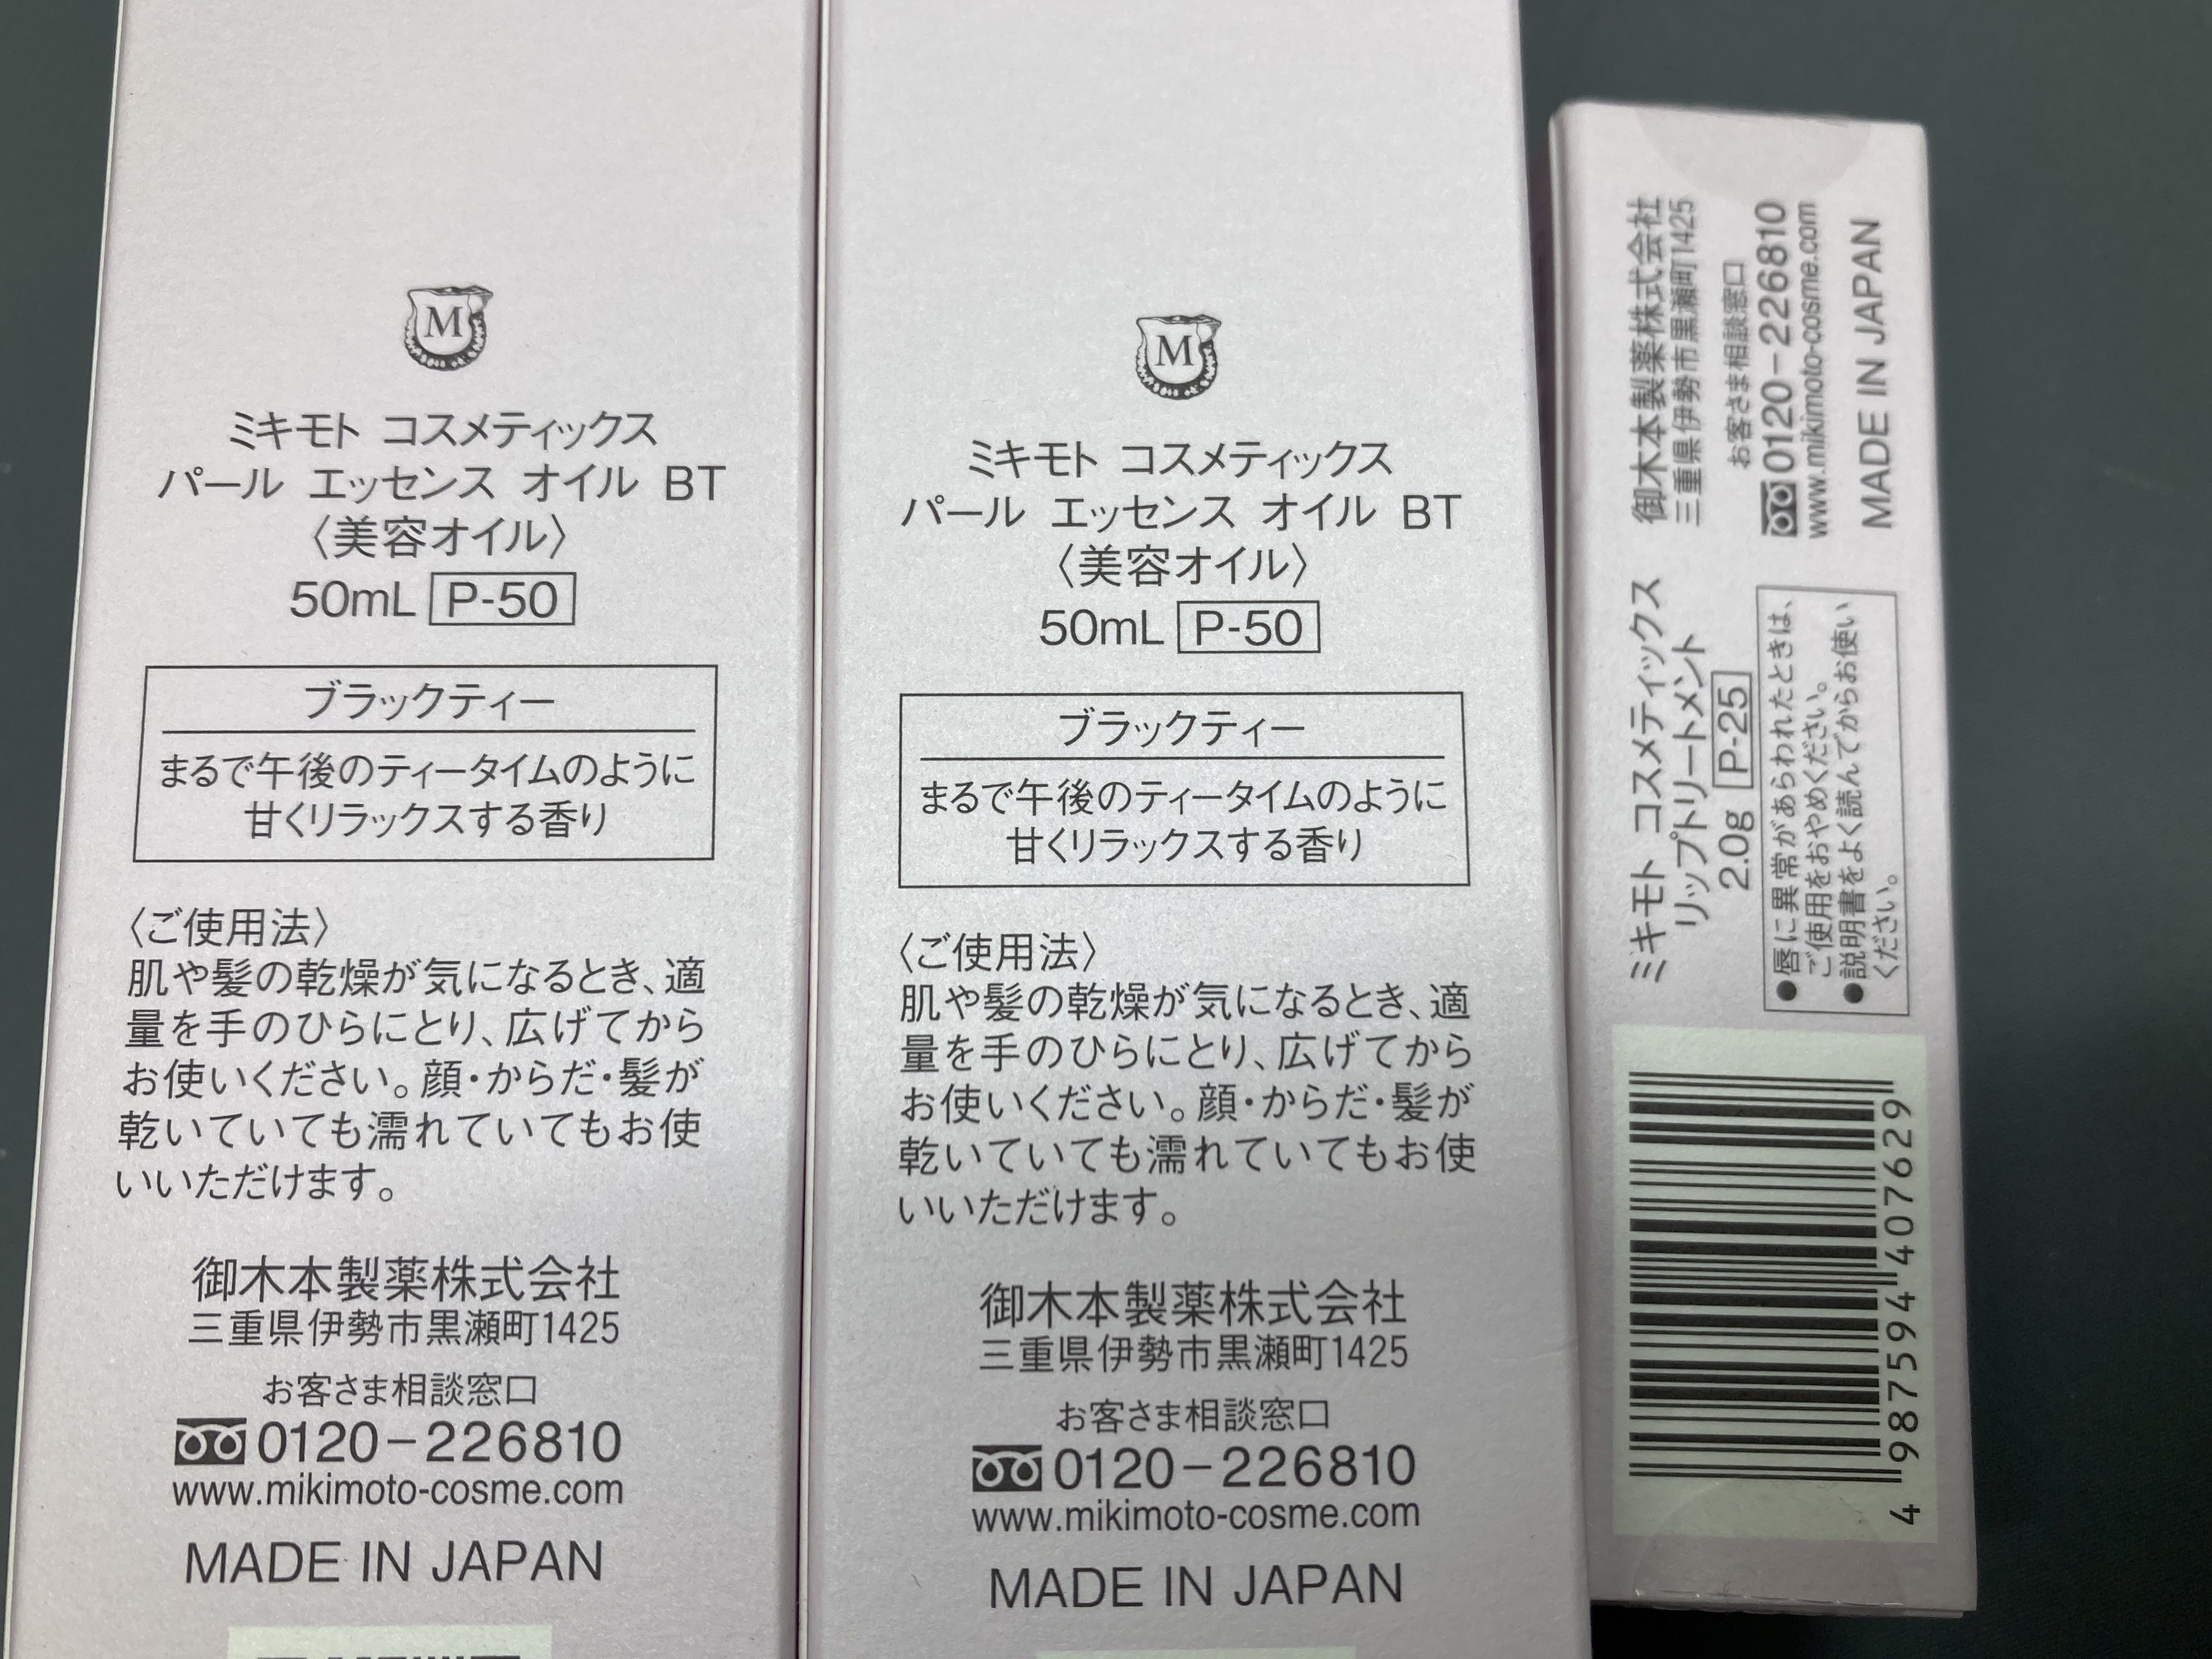 M
ミキモト コスメティックス
パール エッセンス オイル BT
〈美容オイル〉
50mL P-50
ブラックティー
まるで午後のティータイムのように
甘くリラックスする香り
〈ご使用法〉
肌や髪の乾燥が気になるとき、適
量を手のひらにとり、広げてから
お使いください。顔・からだ・髪が
乾いていても濡れていてもお使
いいただけます。
御木本製薬株式会社
三重県伊勢市黒瀬町1425
お客さま相談窓口
0120-226810
www.mikimoto-cosme.com
MADE IN JAPAN
M
ミキモト コスメティックス
パール エッセンス オイル BT
〈美容オイル〉
50mL P-50
ブラックティー
まるで午後のティータイムのように
甘くリラックスする香り
〈ご使用法〉
肌や髪の乾燥が気になるとき、適
量を手のひらにとり、広げてから
お使いください。顔・からだ・髪が
乾いていても濡れていてもお使
いいただけます。
御木本製薬株式会社
三重県伊勢市黒瀬町1425
お客さま相談窓口
0120-226810
www.mikimoto-cosme.com
MADE IN JAPAN
ミキモト コスメティックス
リップトリートメント
2.0g P-25
●唇に異常があらわれたときは、
ご使用をおやめください。
●説明書をよく読んでからお使い
ください。
御木本製薬株式会社
三重県伊勢市黒瀬町1425
お客さま相談窓口
0120-226810
www.mikimoto-cosme.com
MADE IN JAPAN
4 987594 407629